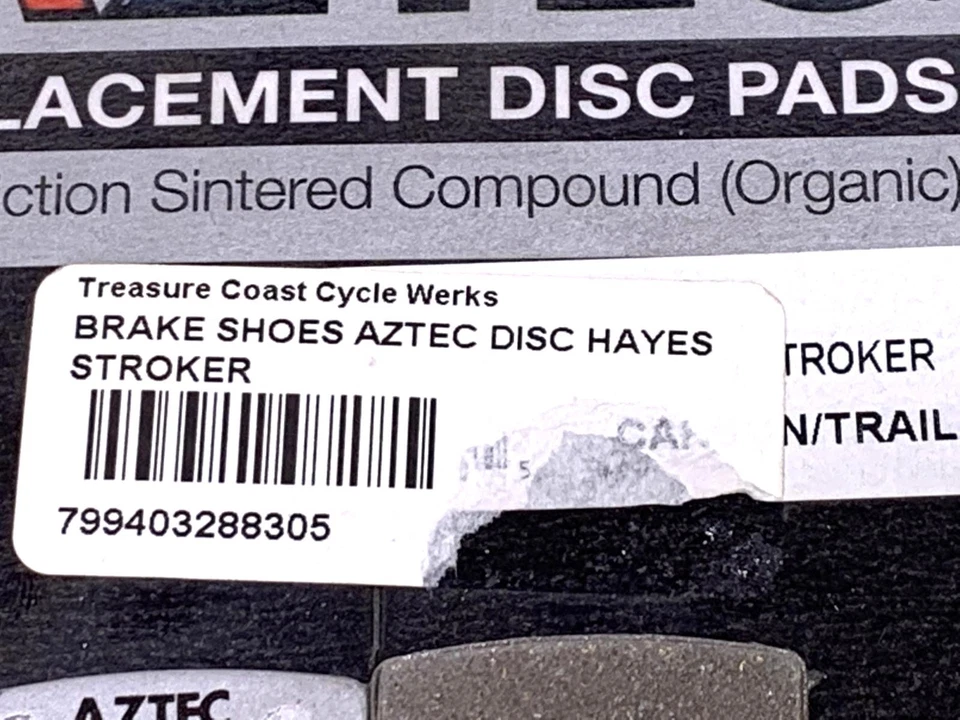 LACEMENT DISC PADS
ction Sintered Compound (Organic)
Treasure Coast Cycle Werks
BRAKE SHOES AZTEC DISC HAYES
STROKER
TROKER
N/TRAIL
799403288305
AZTEC